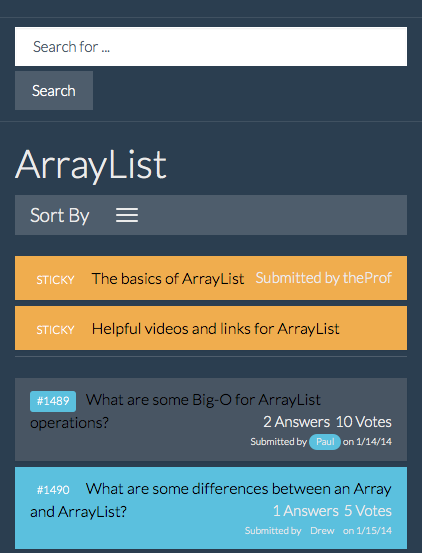 Search for ...
Search
ArrayList
Sort By
STICKY The basics of ArrayList Submitted by theProf
STICKY Helpful videos and links for ArrayList
#1489 What are some Big-O for ArrayList
operations?
2 Answers 10 Votes
Submitted by Paul on 1/14/14
#1490 What are some differences between an Array
and ArrayList?
1 Answers 5 Votes
Submitted by Drew on 1/15/14